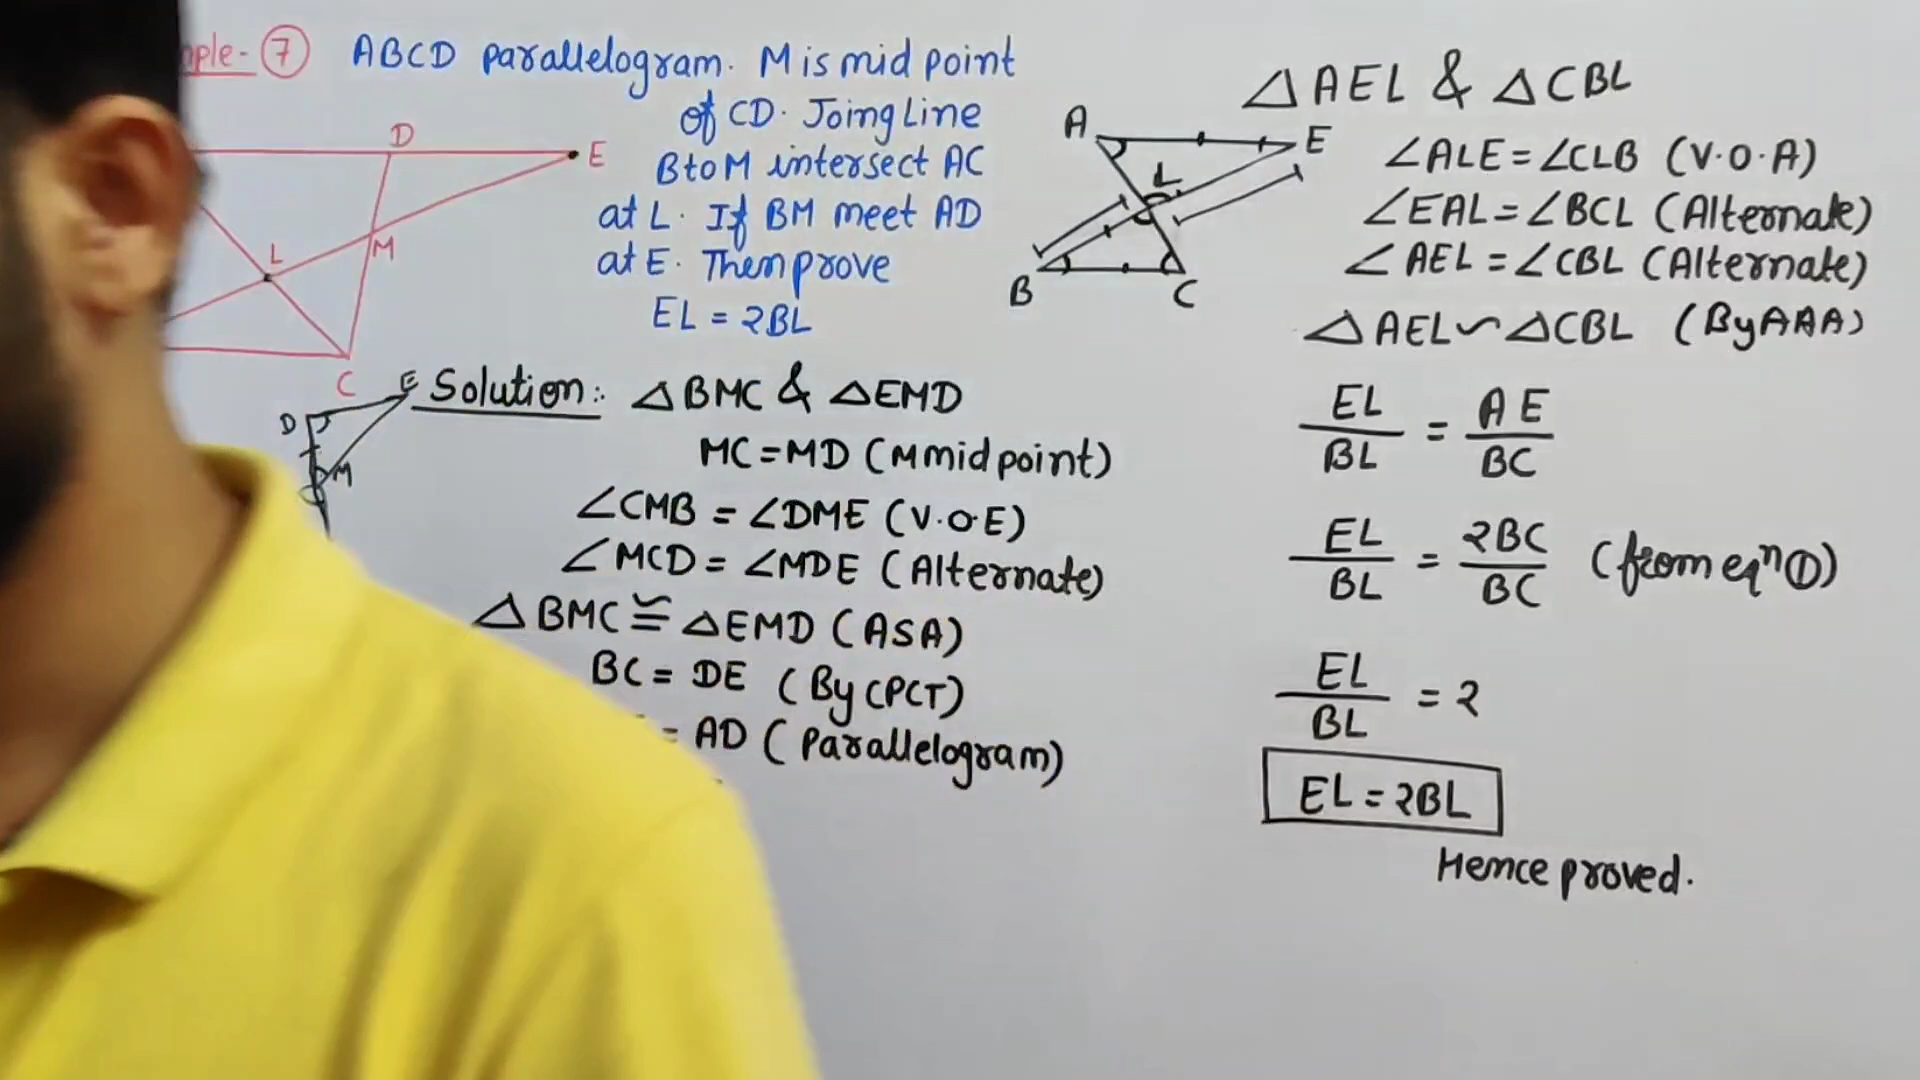 ple- 7 ABCD parallelogram. M is mid point
of CD. Joing Line
B to M intersect AC
at L. If BM meet AD
at E. Then prove
EL = 2BL
D
E
L
M
C
Solution:- △BMC & △EMD
E
D
M
MC = MD (M mid point)
∠CMB = ∠DME (V.O.E)
∠MCD = ∠MDE (Alternate)
△BMC ≅ △EMD (ASA)
BC = DE (By CPCT)
= AD (Parallelogram)
△AEL & △CBL
A
E
L
B
C
∠ALE = ∠CLB (V.O.A)
∠EAL = ∠BCL (Alternate)
∠AEL = ∠CBL (Alternate)
△AEL ∽ △CBL (By AAA)
EL/BL = AE/BC
EL/BL = 2BC/BC (from eqⁿ ①)
EL/BL = 2
EL = 2BL
Hence proved.